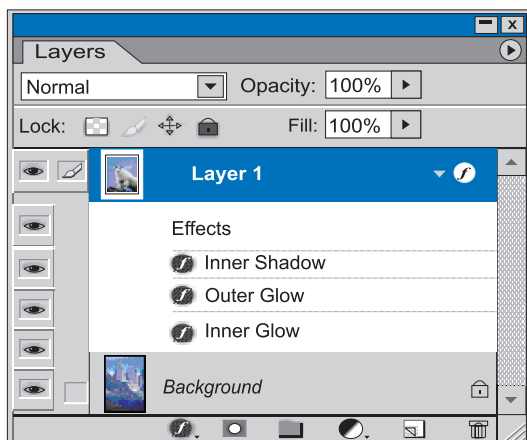 x
Layers
Normal Opacity: 100%
Lock: Fill: 100%
Layer 1 f
Effects
f Inner Shadow
f Outer Glow
f Inner Glow
Background
f